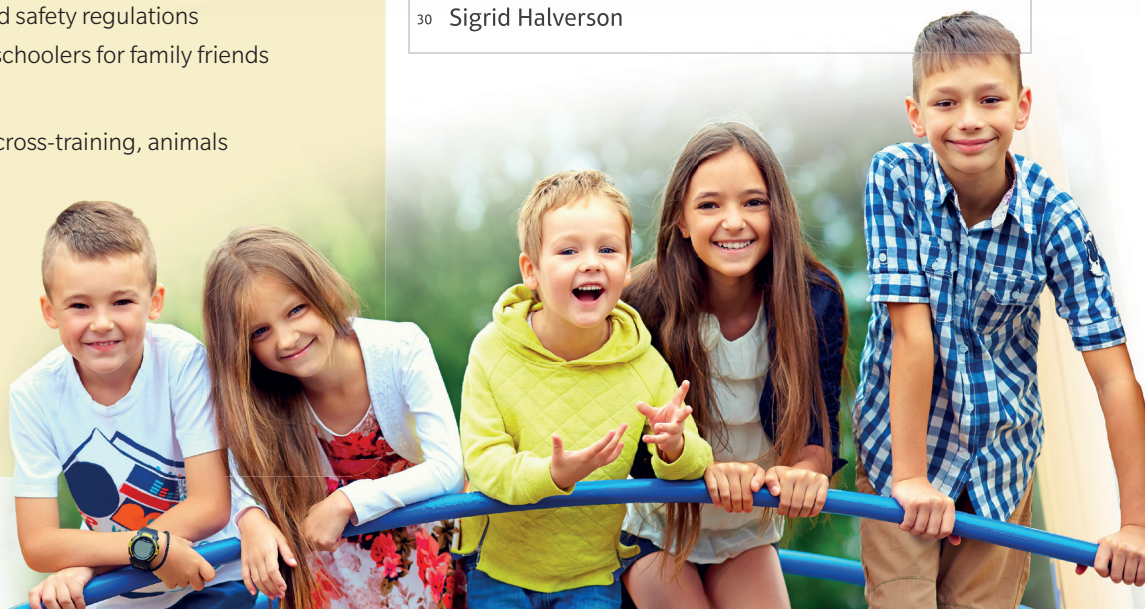 d safety regulations
schoolers for family friends
cross-training, animals
30 Sigrid Halverson